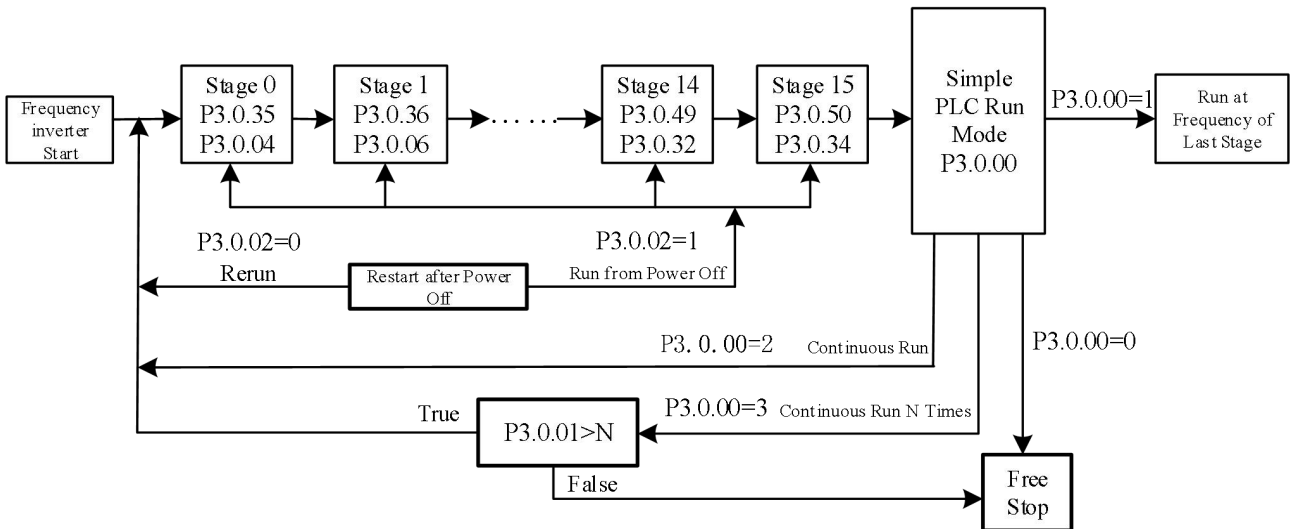 Frequency
inverter
Start
Stage 0
P3.0.35
P3.0.04
Stage 1
P3.0.36
P3.0.06
... ...
Stage 14
P3.0.49
P3.0.32
Stage 15
P3.0.50
P3.0.34
Simple
PLC Run
Mode
P3.0.00
P3.0.00=1
Run at
Frequency of
Last Stage
P3.0.02=0
Rerun
Restart after Power
Off
P3.0.02=1
Run from Power Off
P3. 0. 00=2 Continuous Run
P3.0.00=0
P3.0.00=3 Continuous Run N Times
True
P3.0.01>N
False
Free
Stop